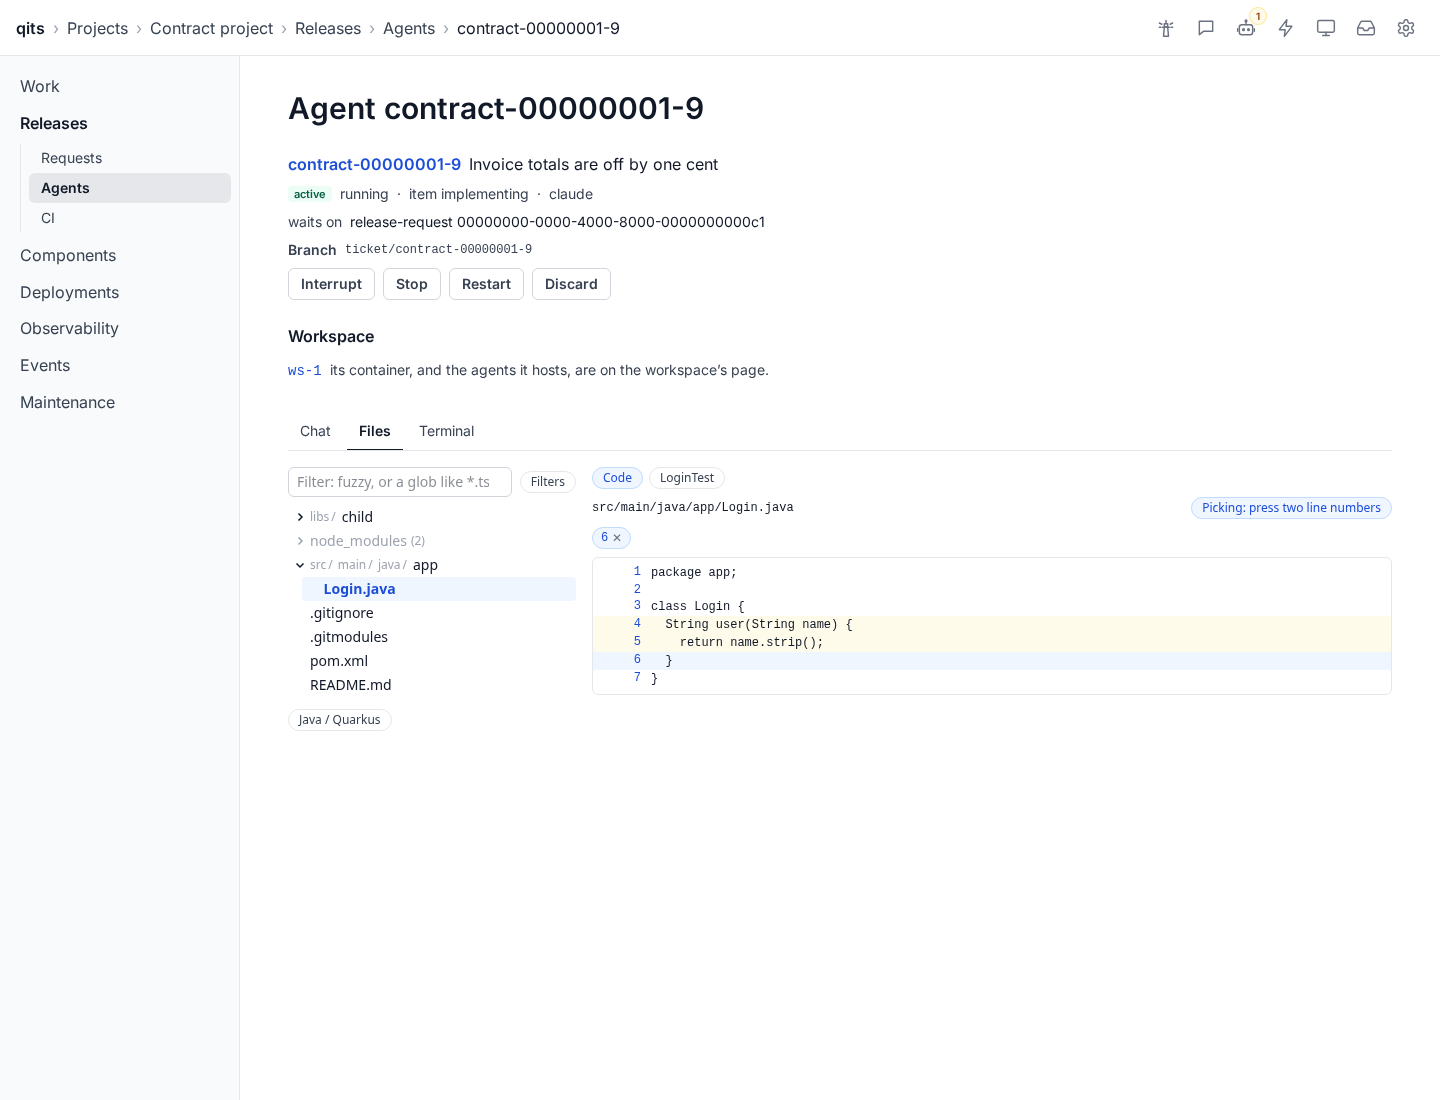 qits › Projects › Contract project › Releases › Agents › contract-00000001-9
1
Work
Releases
Requests
Agents
CI
Components
Deployments
Observability
Events
Maintenance
Agent contract-00000001-9
contract-00000001-9 Invoice totals are off by one cent
active running · item implementing · claude
waits on release-request 00000000-0000-4000-8000-0000000000c1
Branch ticket/contract-00000001-9
Interrupt Stop Restart Discard
Workspace
ws-1 its container, and the agents it hosts, are on the workspace’s page.
Chat Files Terminal
Filter: fuzzy, or a glob like *.ts Filters
libs/ child
node_modules (2)
src/ main/ java/ app
Login.java
.gitignore
.gitmodules
pom.xml
README.md
Java / Quarkus
Code LoginTest
src/main/java/app/Login.java Picking: press two line numbers
6 ×
1 package app;
2
3 class Login {
4   String user(String name) {
5     return name.strip();
6   }
7 }